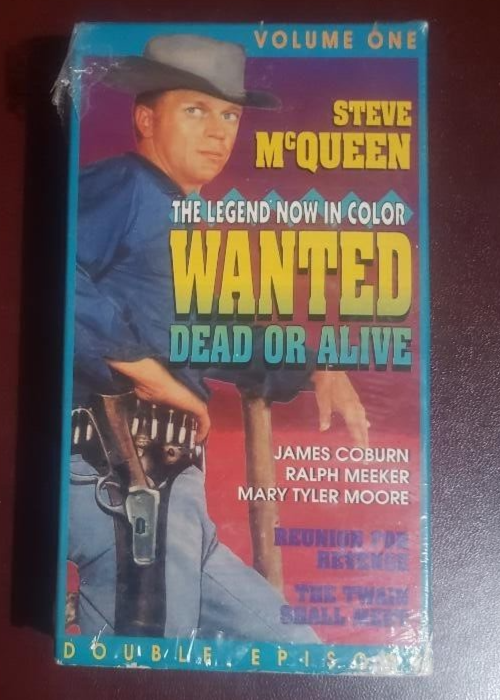 VOLUME ONE
STEVE
McQUEEN
THE LEGEND NOW IN COLOR
WANTED
DEAD OR ALIVE
JAMES COBURN
RALPH MEEKER
MARY TYLER MOORE
REUNION FOR
REVENGE
THE TWAIN
SHALL MEET
DOUBLE EPISO